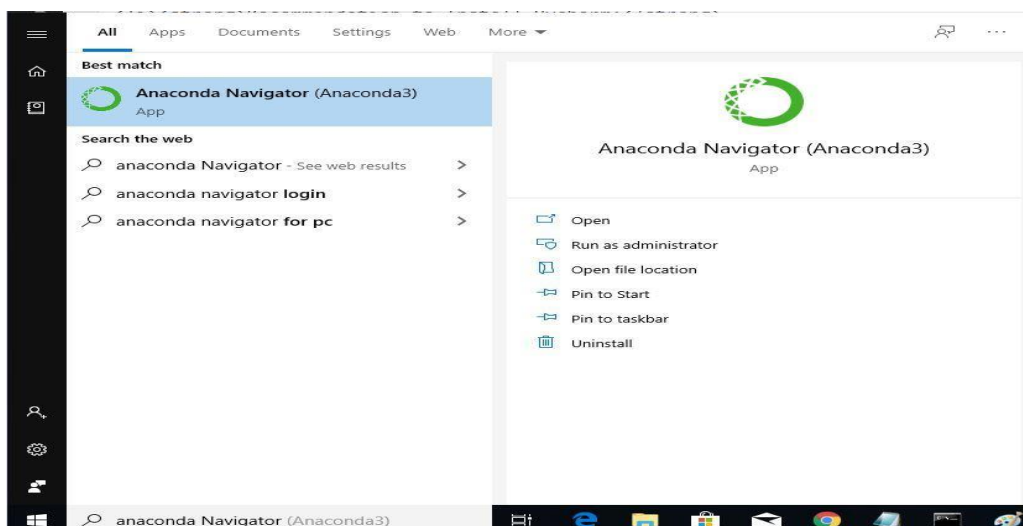 All Apps Documents Settings Web More
Best match
Anaconda Navigator (Anaconda3)
App
Search the web
anaconda Navigator - See web results
anaconda navigator login
anaconda navigator for pc
Anaconda Navigator (Anaconda3)
App
Open
Run as administrator
Open file location
Pin to Start
Pin to taskbar
Uninstall
anaconda Navigator (Anaconda3)